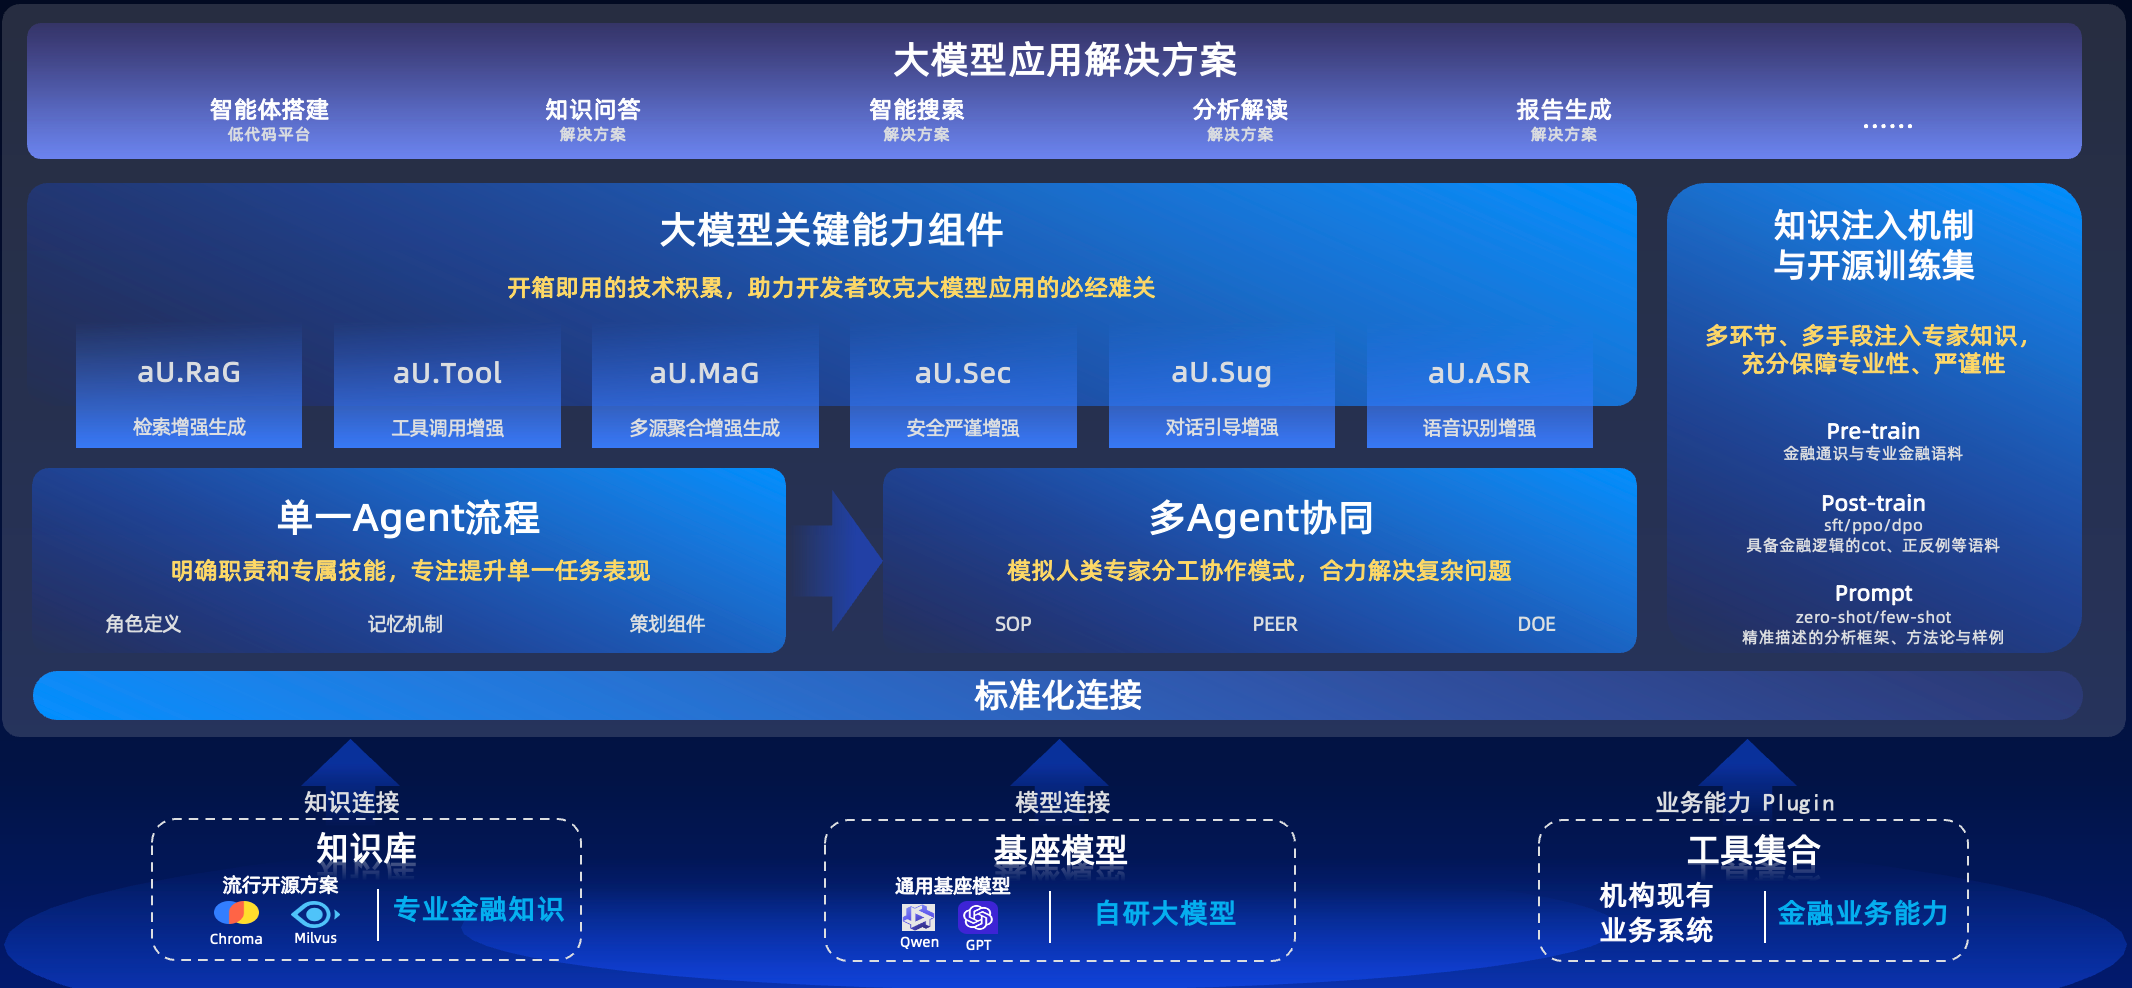 大模型应用解决方案
智能体搭建
低代码平台
知识问答
解决方案
智能搜索
解决方案
分析解读
解决方案
报告生成
解决方案
……
大模型关键能力组件
开箱即用的技术积累，助力开发者攻克大模型应用的必经难关
aU.RaG
检索增强生成
aU.Tool
工具调用增强
aU.MaG
多源聚合增强生成
aU.Sec
安全严谨增强
aU.Sug
对话引导增强
aU.ASR
语音识别增强
知识注入机制
与开源训练集
多环节、多手段注入专家知识，
充分保障专业性、严谨性
Pre-train
金融通识与专业金融语料
Post-train
sft/ppo/dpo
具备金融逻辑的cot、正反例等语料
Prompt
zero-shot/few-shot
精准描述的分析框架、方法论与样例
单一Agent流程
明确职责和专属技能，专注提升单一任务表现
角色定义
记忆机制
策划组件
多Agent协同
模拟人类专家分工协作模式，合力解决复杂问题
SOP
PEER
DOE
标准化连接
知识连接
知识库
流行开源方案
Chroma
Milvus
专业金融知识
模型连接
基座模型
通用基座模型
Qwen
GPT
自研大模型
业务能力 Plugin
工具集合
机构现有
业务系统
金融业务能力